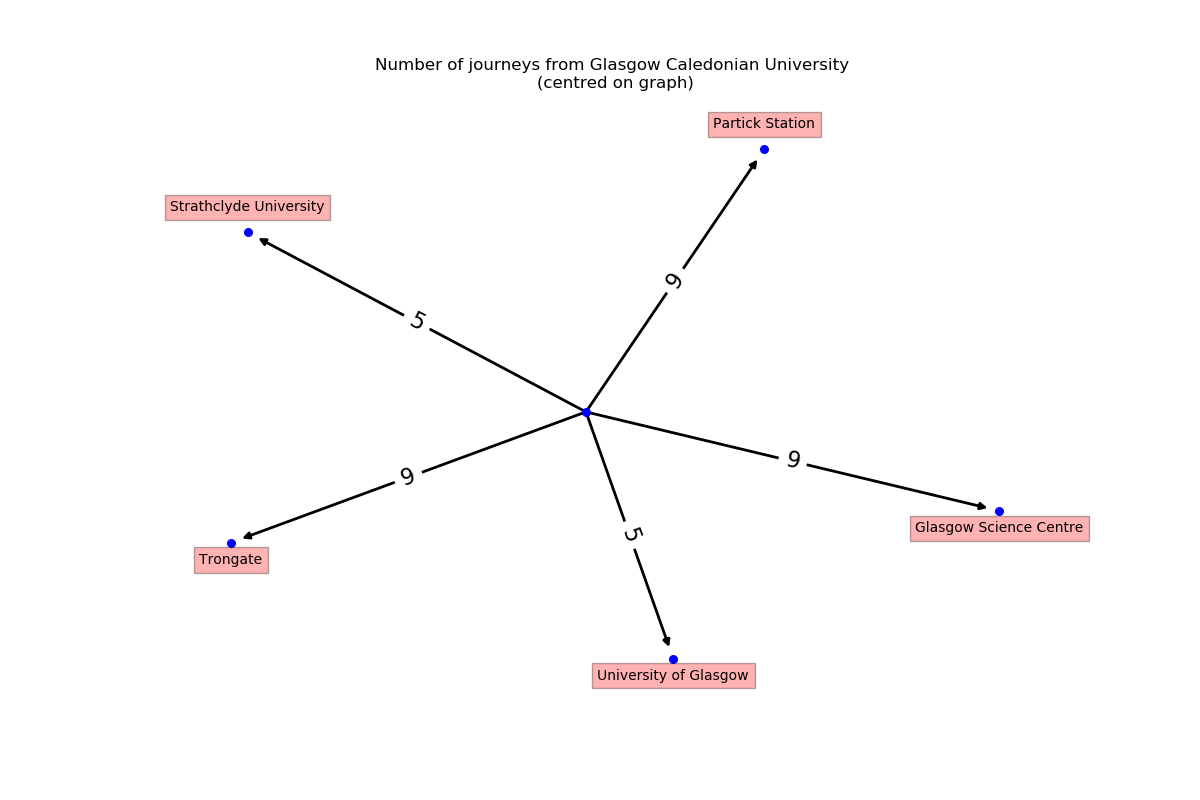 Number of journeys from Glasgow Caledonian University
(centred on graph)
Partick Station
Strathclyde University
9
5
9
9
Glasgow Science Centre
5
Trongate
University of Glasgow